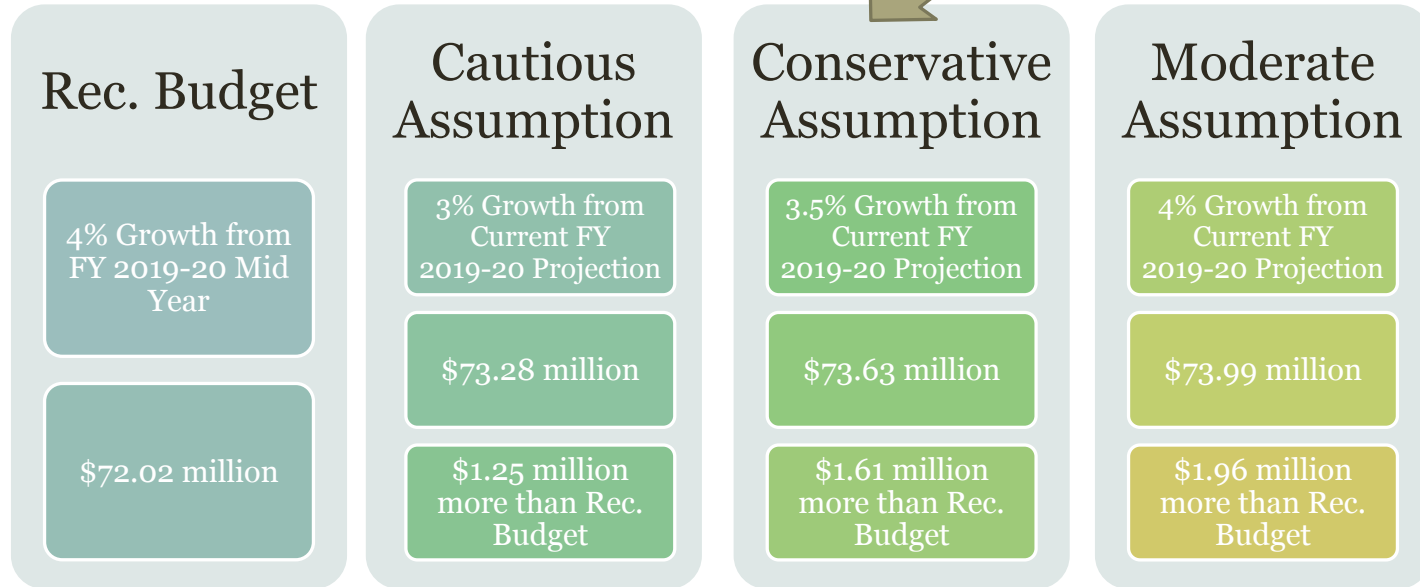 Rec. Budget
4% Growth from
FY 2019-20 Mid
Year
$72.02 million
Cautious
Assumption
3% Growth from
Current FY
2019-20 Projection
$73.28 million
$1.25 million
more than Rec.
Budget
Conservative
Assumption
3.5% Growth from
Current FY
2019-20 Projection
$73.63 million
$1.61 million
more than Rec.
Budget
Moderate
Assumption
4% Growth from
Current FY
2019-20 Projection
$73.99 million
$1.96 million
more than Rec.
Budget